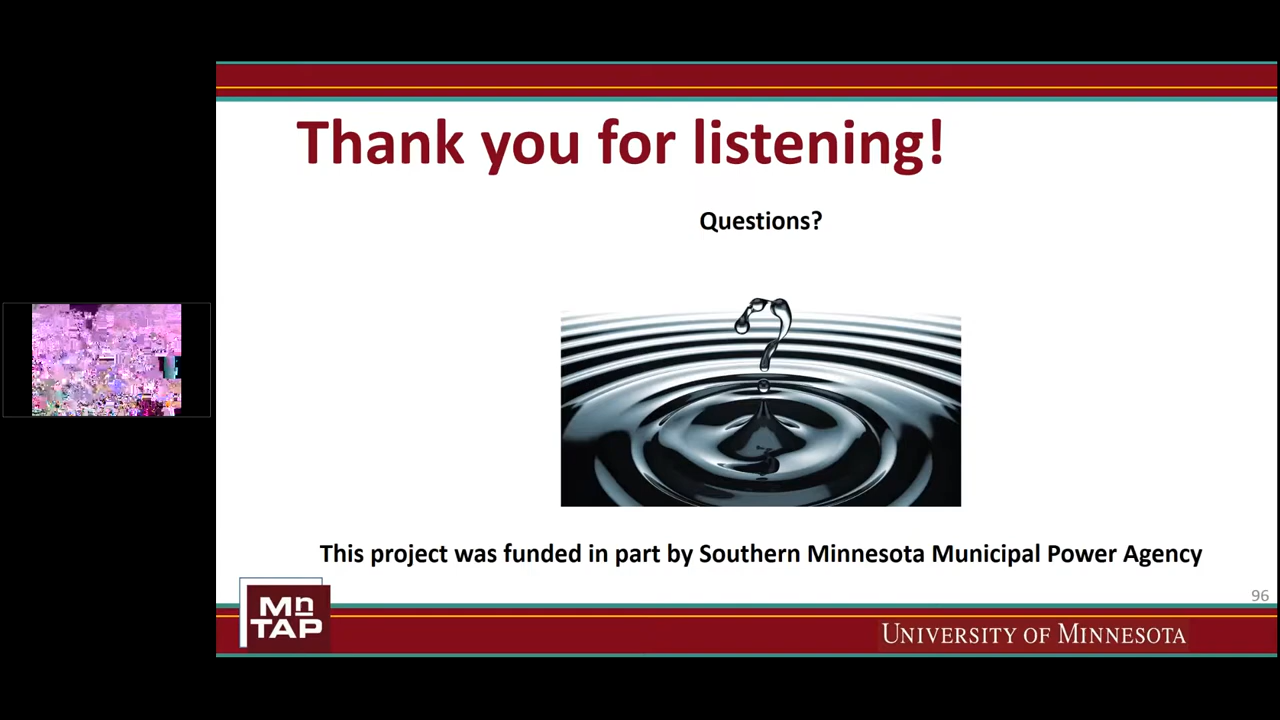 Thank you for listening!
Questions?
This project was funded in part by Southern Minnesota Municipal Power Agency
96
Mn
TAP
UNIVERSITY OF MINNESOTA